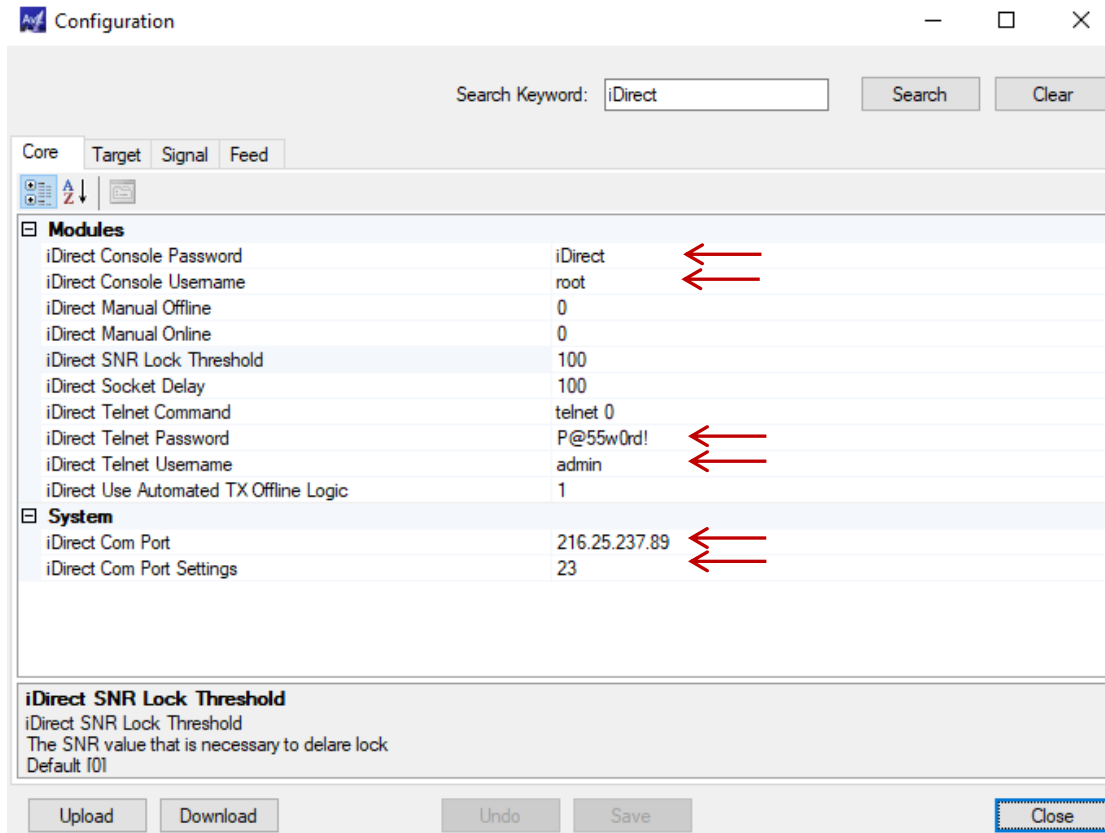 Configuration
Search Keyword: iDirect Search Clear
Core Target Signal Feed
Modules
iDirect Console Password iDirect
iDirect Console Username root
iDirect Manual Offline 0
iDirect Manual Online 0
iDirect SNR Lock Threshold 100
iDirect Socket Delay 100
iDirect Telnet Command telnet 0
iDirect Telnet Password P@55w0rd!
iDirect Telnet Username admin
iDirect Use Automated TX Offline Logic 1
System
iDirect Com Port 216.25.237.89
iDirect Com Port Settings 23
iDirect SNR Lock Threshold
iDirect SNR Lock Threshold
The SNR value that is necessary to delare lock
Default [0]
Upload Download Undo Save Close